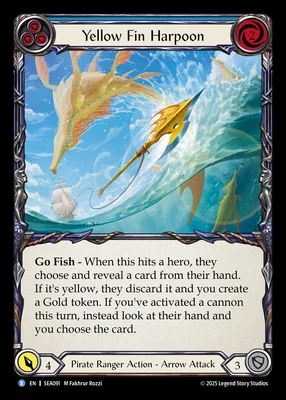 Yellow Fin Harpoon
Go Fish - When this hits a hero, they
choose and reveal a card from their hand.
If it's yellow, they discard it and you create
a Gold token. If you've activated a cannon
this turn, instead look at their hand and
you choose the card.
4
Pirate Ranger Action - Arrow Attack
3
R
EN
SEA091
M Fakhrur Rozzi
© 2025 Legend Story Studios